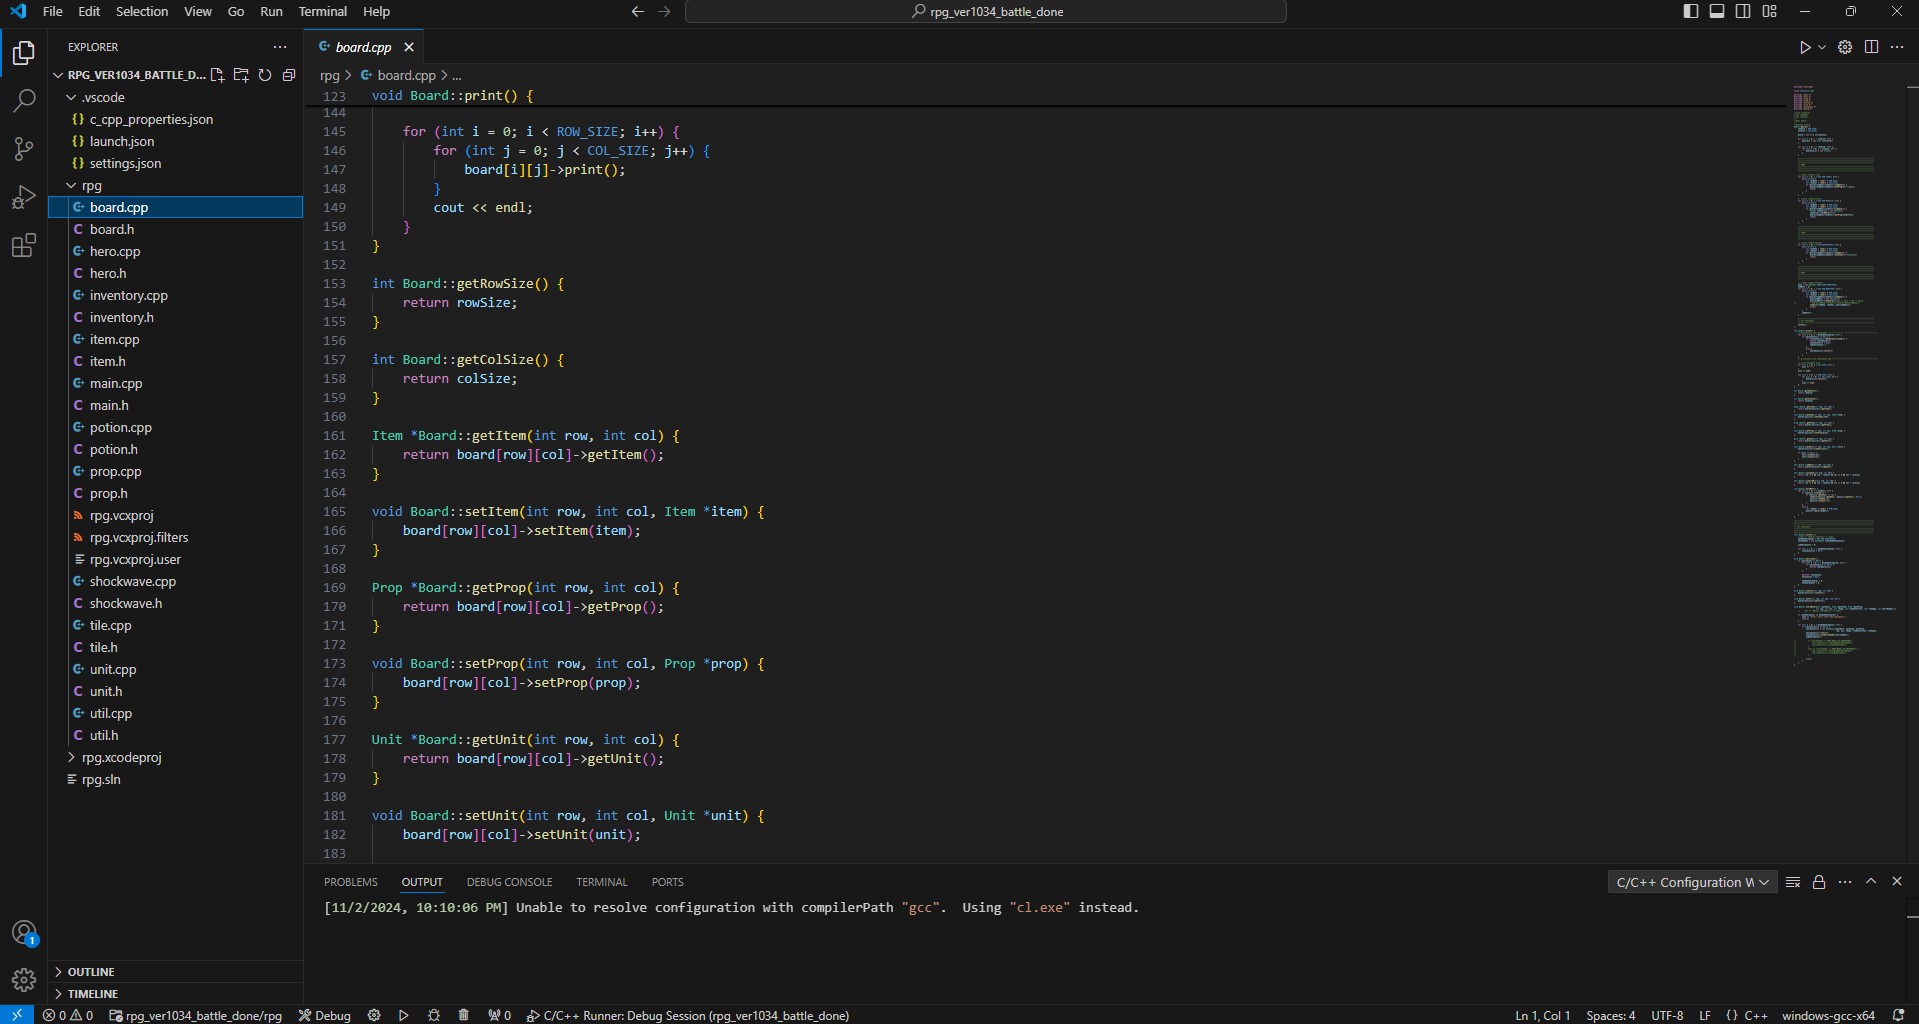 File Edit Selection View Go Run Terminal Help
rpg_ver1034_battle_done
EXPLORER
RPG_VER1034_BATTLE_D...
.vscode
{} c_cpp_properties.json
{} launch.json
{} settings.json
rpg
board.cpp
C board.h
hero.cpp
C hero.h
inventory.cpp
C inventory.h
item.cpp
C item.h
main.cpp
C main.h
potion.cpp
C potion.h
prop.cpp
C prop.h
rpg.vcxproj
rpg.vcxproj.filters
rpg.vcxproj.user
shockwave.cpp
C shockwave.h
tile.cpp
C tile.h
unit.cpp
C unit.h
util.cpp
C util.h
rpg.xcodeproj
rpg.sln
OUTLINE
TIMELINE
1
board.cpp
rpg > board.cpp > ...
123 void Board::print() {
144
145 for (int i = 0; i < ROW_SIZE; i++) {
146 for (int j = 0; j < COL_SIZE; j++) {
147 board[i][j]->print();
148 }
149 cout << endl;
150 }
151 }
152
153 int Board::getRowSize() {
154 return rowSize;
155 }
156
157 int Board::getColSize() {
158 return colSize;
159 }
160
161 Item *Board::getItem(int row, int col) {
162 return board[row][col]->getItem();
163 }
164
165 void Board::setItem(int row, int col, Item *item) {
166 board[row][col]->setItem(item);
167 }
168
169 Prop *Board::getProp(int row, int col) {
170 return board[row][col]->getProp();
171 }
172
173 void Board::setProp(int row, int col, Prop *prop) {
174 board[row][col]->setProp(prop);
175 }
176
177 Unit *Board::getUnit(int row, int col) {
178 return board[row][col]->getUnit();
179 }
180
181 void Board::setUnit(int row, int col, Unit *unit) {
182 board[row][col]->setUnit(unit);
183
PROBLEMS OUTPUT DEBUG CONSOLE TERMINAL PORTS
C/C++ Configuration W
[11/2/2024, 10:10:06 PM] Unable to resolve configuration with compilerPath "gcc".  Using "cl.exe" instead.
0 0 rpg_ver1034_battle_done/rpg Debug 0 C/C++ Runner: Debug Session (rpg_ver1034_battle_done)
Ln 1, Col 1 Spaces: 4 UTF-8 LF {} C++ windows-gcc-x64